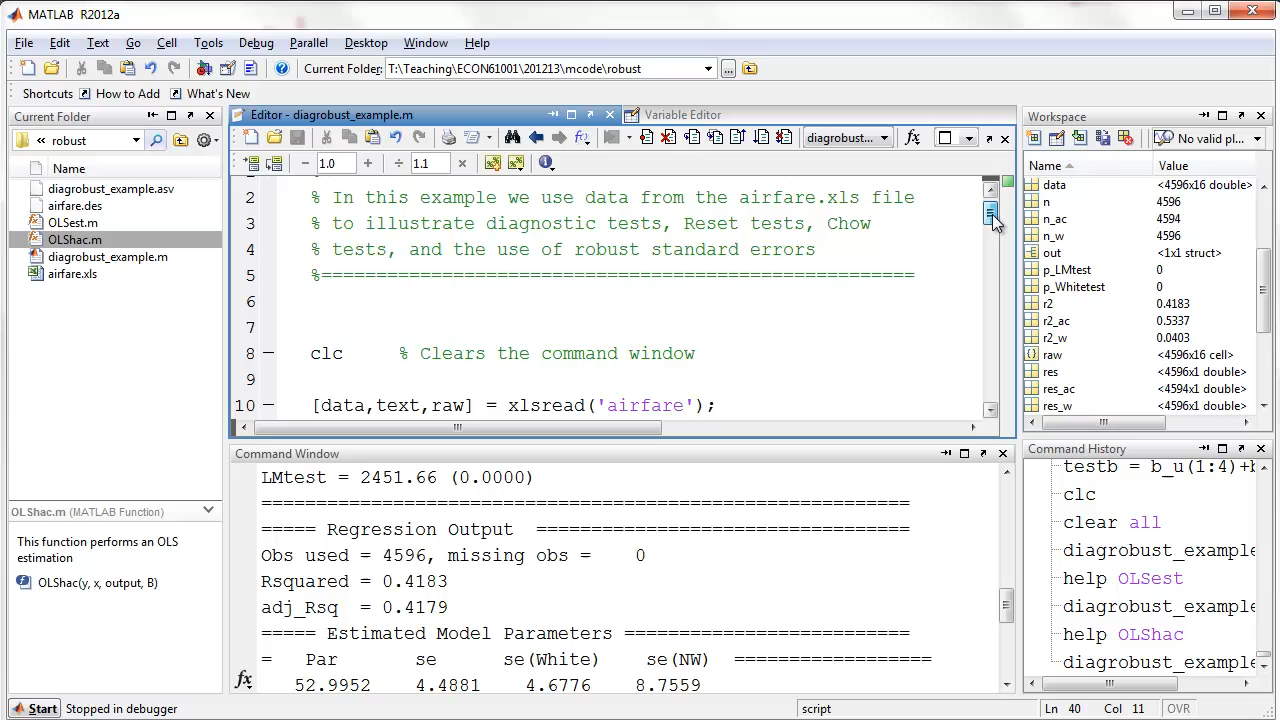 MATLAB R2012a
File Edit Text Go Cell Tools Debug Parallel Desktop Window Help
Current Folder: T:\Teaching\ECON61001\201213\mcode\robust
Shortcuts How to Add What's New
Current Folder
« robust
Name
diagrobust_example.asv
airfare.des
OLSest.m
OLShac.m
diagrobust_example.m
airfare.xls
OLShac.m (MATLAB Function)
This function performs an OLS
estimation
OLShac(y, x, output, B)
Editor - diagrobust_example.m
Variable Editor
diagrobust...
− 1.0 + ÷ 1.1 ×
2 % In this example we use data from the airfare.xls file
3 % to illustrate diagnostic tests, Reset tests, Chow
4 % tests, and the use of robust standard errors
5 %======================================================
6
7
8 − clc % Clears the command window
9
10 − [data,text,raw] = xlsread('airfare');
Command Window
LMtest = 2451.66 (0.0000)
===========================================================
===== Regression Output ==================================
Obs used = 4596, missing obs = 0
Rsquared = 0.4183
adj_Rsq = 0.4179
===== Estimated Model Parameters ==========================
= Par se se(White) se(NW) ==================
52.9952 4.4881 4.6776 8.7559
fx
Workspace
No valid pl...
Name Value
data <4596x16 double>
n 4596
n_ac 4594
n_w 4596
out <1x1 struct>
p_LMtest 0
p_Whitetest 0
r2 0.4183
r2_ac 0.5337
r2_w 0.0403
raw <4596x16 cell>
res <4596x1 double>
res_ac <4594x1 double>
res_w <4596x1 double>
Command History
testb = b_u(1:4)+b
clc
clear all
diagrobust_example
help OLSest
diagrobust_example
help OLShac
diagrobust_example
Start Stopped in debugger
script
Ln 40 Col 11 OVR